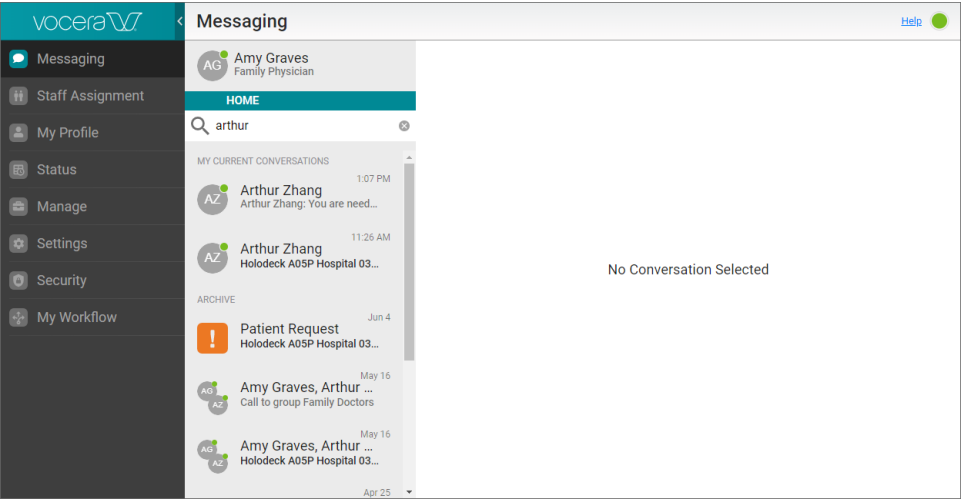 vocera
Messaging
Help
Messaging
Staff Assignment
My Profile
Status
Manage
Settings
Security
My Workflow
AG
Amy Graves
Family Physician
HOME
arthur
MY CURRENT CONVERSATIONS
1:07 PM
AZ
Arthur Zhang
Arthur Zhang: You are need...
11:26 AM
AZ
Arthur Zhang
Holodeck A05P Hospital 03...
ARCHIVE
Jun 4
!
Patient Request
Holodeck A05P Hospital 03...
May 16
AG
AZ
Amy Graves, Arthur ...
Call to group Family Doctors
May 16
AG
AZ
Amy Graves, Arthur ...
Holodeck A05P Hospital 03...
Apr 25
No Conversation Selected